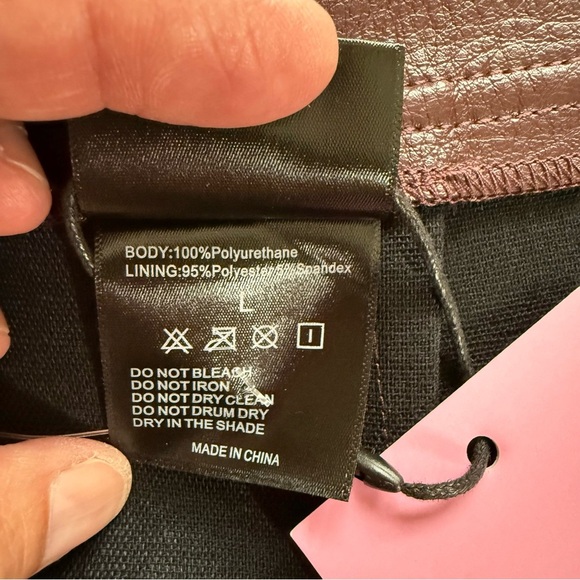 BODY:100%Polyurethane
LINING:95%Polyester5%Spandex
L
DO NOT BLEACH
DO NOT IRON
DO NOT DRY CLEAN
DO NOT DRUM DRY
DRY IN THE SHADE
MADE IN CHINA